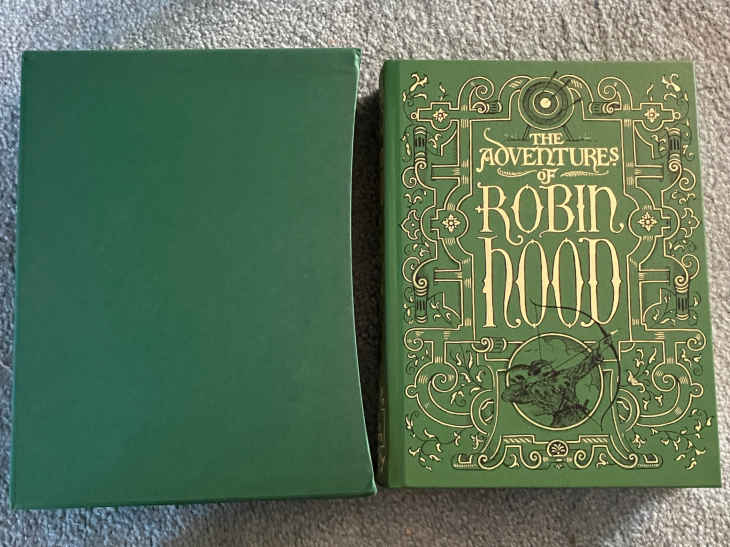 THE
ADVENTURES
OF
ROBIN
HOOD